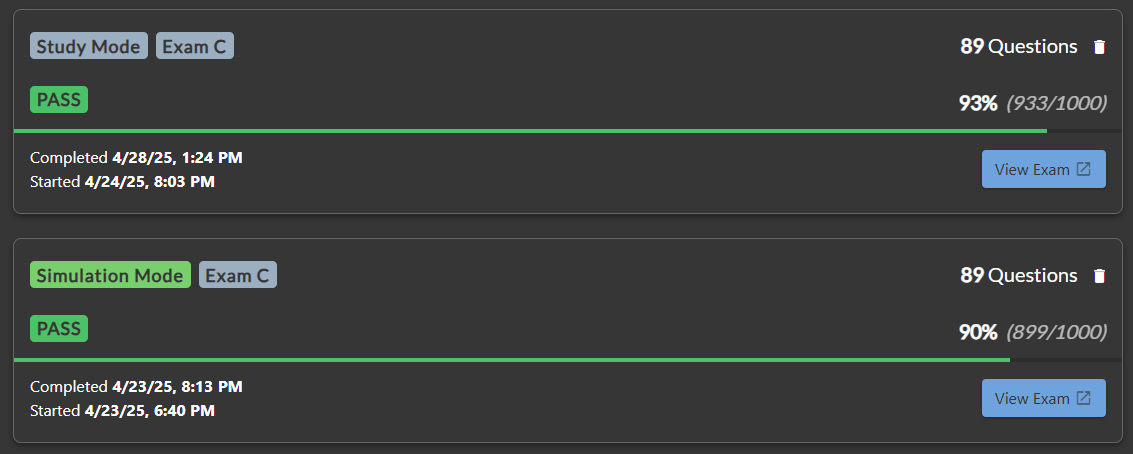 Study Mode Exam C 89 Questions
PASS 93% (933/1000)
Completed 4/28/25, 1:24 PM
Started 4/24/25, 8:03 PM
View Exam
Simulation Mode Exam C 89 Questions
PASS 90% (899/1000)
Completed 4/23/25, 8:13 PM
Started 4/23/25, 6:40 PM
View Exam